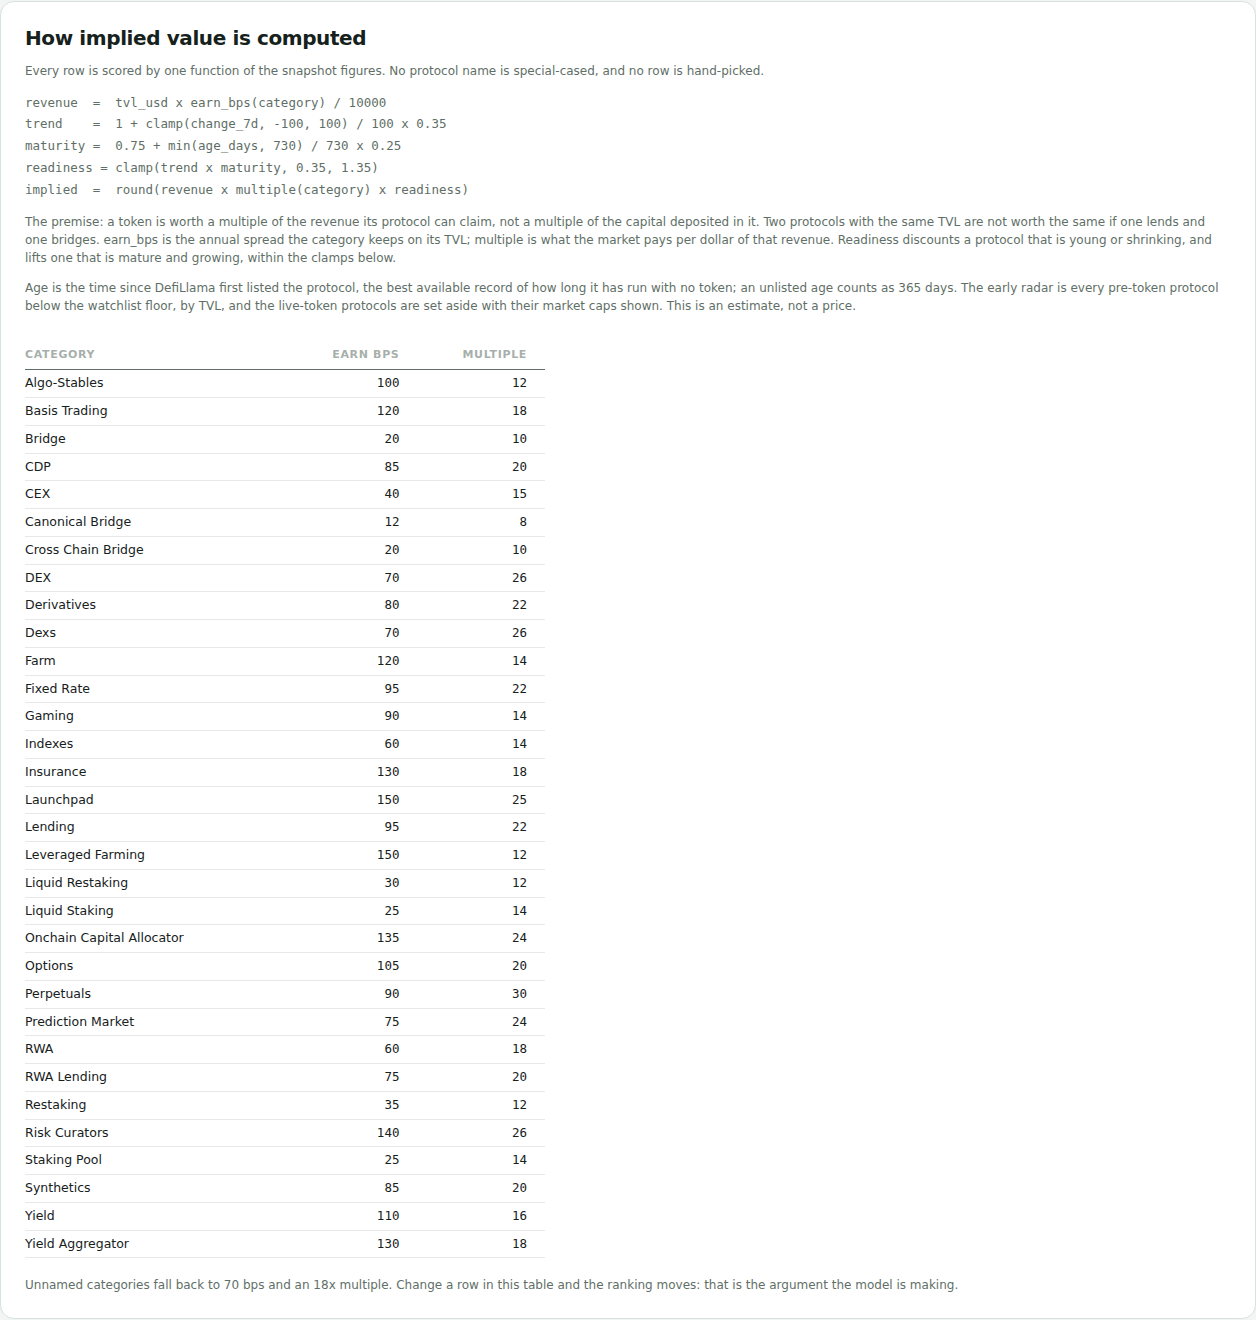 How implied value is computed
Every row is scored by one function of the snapshot figures. No protocol name is special-cased, and no row is hand-picked.
revenue = tvl_usd x earn_bps(category) / 10000
trend = 1 + clamp(change_7d, -100, 100) / 100 x 0.35
maturity = 0.75 + min(age_days, 730) / 730 x 0.25
readiness = clamp(trend x maturity, 0.35, 1.35)
implied = round(revenue x multiple(category) x readiness)
The premise: a token is worth a multiple of the revenue its protocol can claim, not a multiple of the capital deposited in it. Two protocols with the same TVL are not worth the same if one lends and
one bridges. earn_bps is the annual spread the category keeps on its TVL; multiple is what the market pays per dollar of that revenue. Readiness discounts a protocol that is young or shrinking, and
lifts one that is mature and growing, within the clamps below.
Age is the time since DefiLlama first listed the protocol, the best available record of how long it has run with no token; an unlisted age counts as 365 days. The early radar is every pre-token protocol
below the watchlist floor, by TVL, and the live-token protocols are set aside with their market caps shown. This is an estimate, not a price.
CATEGORY EARN BPS MULTIPLE
Algo-Stables 100 12
Basis Trading 120 18
Bridge 20 10
CDP 85 20
CEX 40 15
Canonical Bridge 12 8
Cross Chain Bridge 20 10
DEX 70 26
Derivatives 80 22
Dexs 70 26
Farm 120 14
Fixed Rate 95 22
Gaming 90 14
Indexes 60 14
Insurance 130 18
Launchpad 150 25
Lending 95 22
Leveraged Farming 150 12
Liquid Restaking 30 12
Liquid Staking 25 14
Onchain Capital Allocator 135 24
Options 105 20
Perpetuals 90 30
Prediction Market 75 24
RWA 60 18
RWA Lending 75 20
Restaking 35 12
Risk Curators 140 26
Staking Pool 25 14
Synthetics 85 20
Yield 110 16
Yield Aggregator 130 18
Unnamed categories fall back to 70 bps and an 18x multiple. Change a row in this table and the ranking moves: that is the argument the model is making.